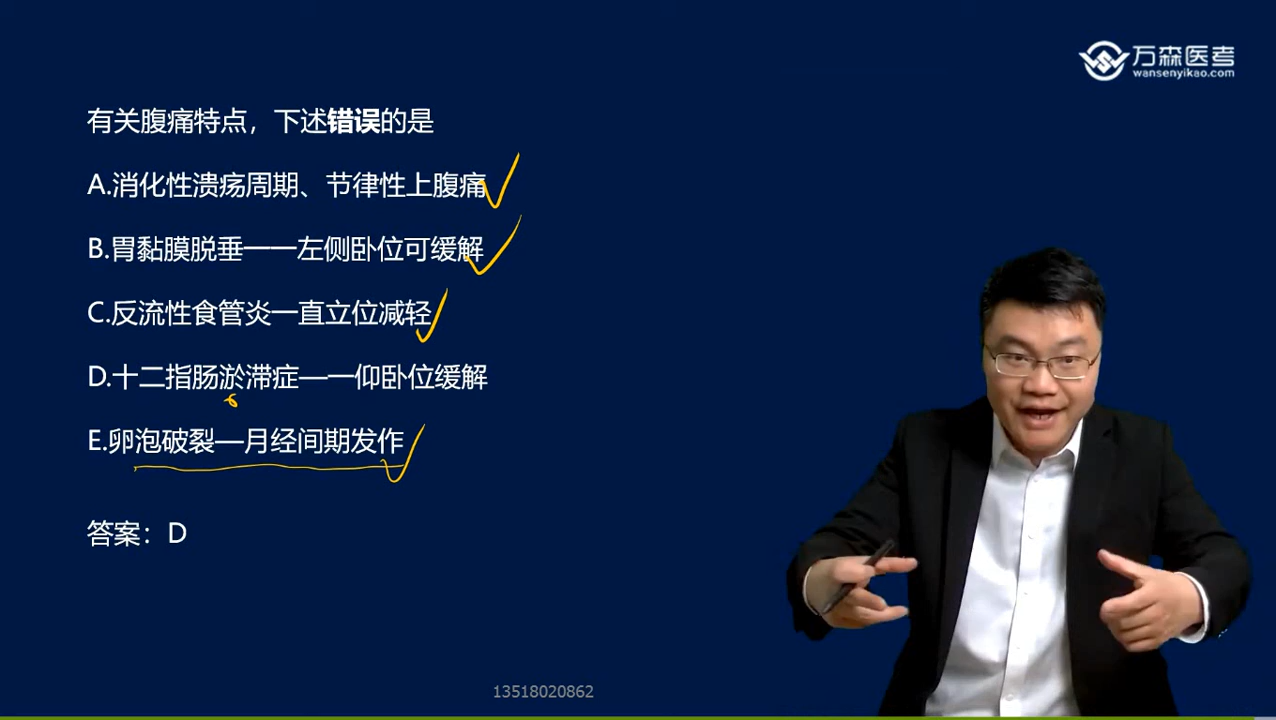 万森医考
wansenyikao.com
有关腹痛特点，下述错误的是
A.消化性溃疡周期、节律性上腹痛
B.胃黏膜脱垂一一左侧卧位可缓解
C.反流性食管炎一直立位减轻
D.十二指肠淤滞症—一仰卧位缓解
E.卵泡破裂—月经间期发作
答案：D
13518020862